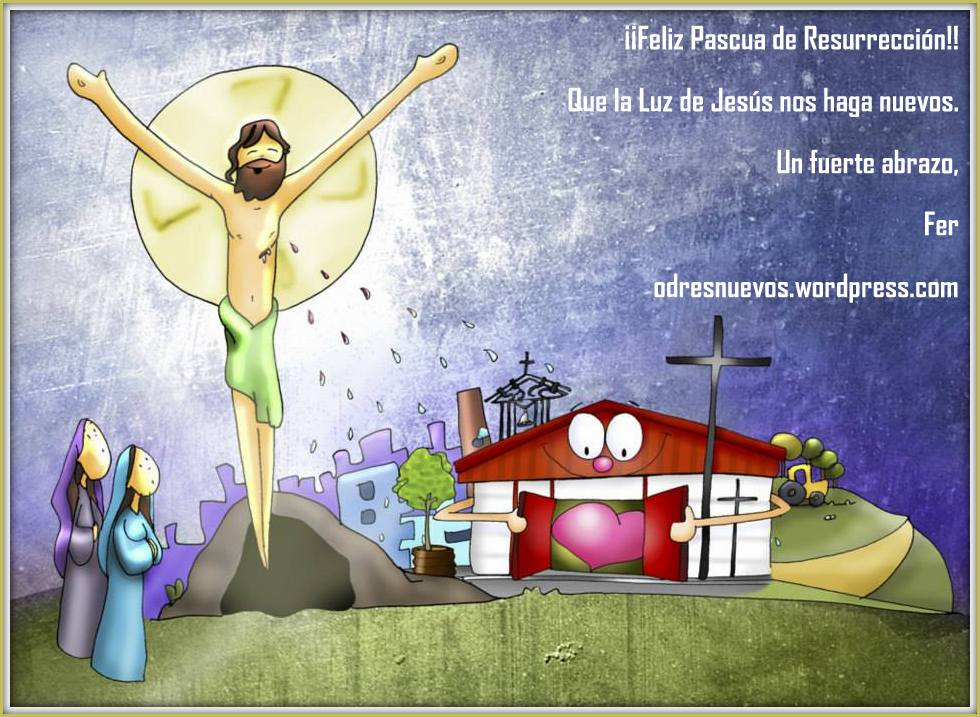 ¡¡Feliz Pascua de Resurrección!!
Que la Luz de Jesús nos haga nuevos.
Un fuerte abrazo,
Fer
odresnuevos.wordpress.com